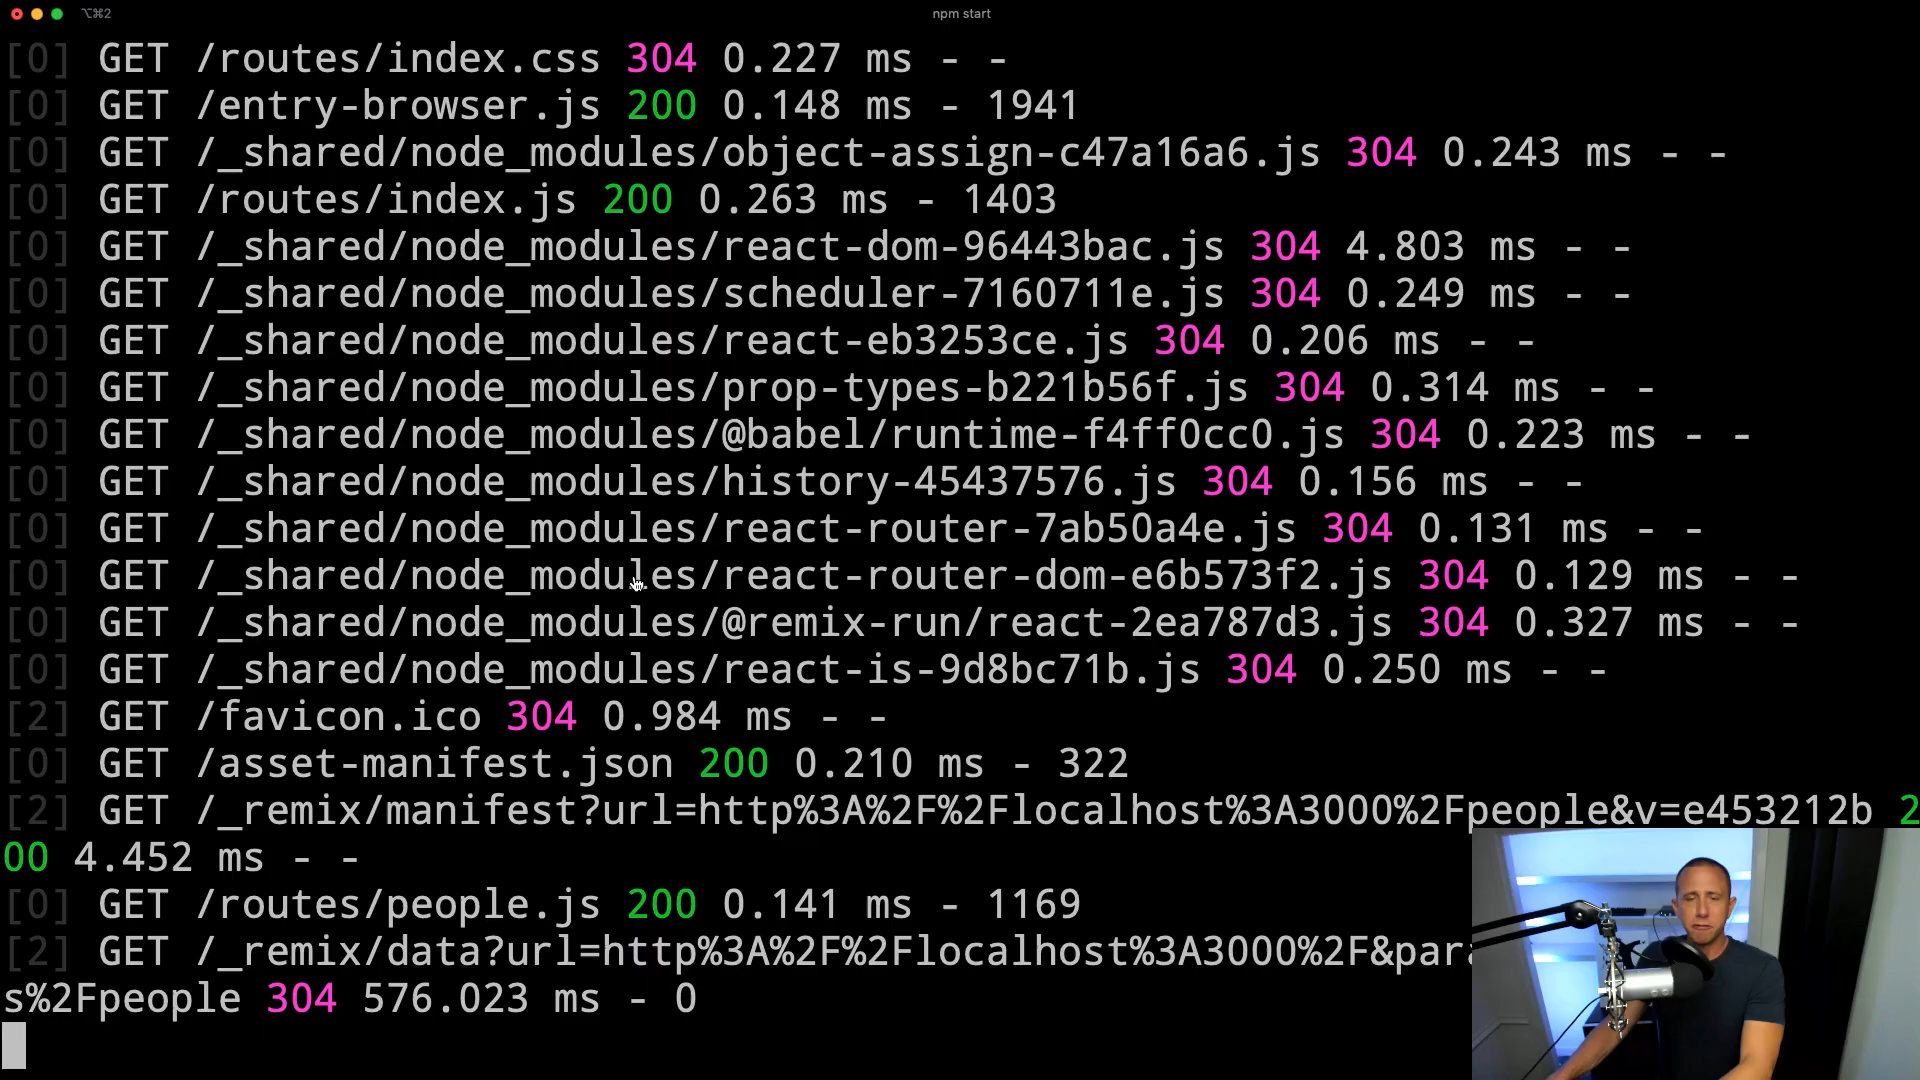 ⌥⌘2
npm start
[0] GET /routes/index.css 304 0.227 ms - -
[0] GET /entry-browser.js 200 0.148 ms - 1941
[0] GET /_shared/node_modules/object-assign-c47a16a6.js 304 0.243 ms - -
[0] GET /routes/index.js 200 0.263 ms - 1403
[0] GET /_shared/node_modules/react-dom-96443bac.js 304 4.803 ms - -
[0] GET /_shared/node_modules/scheduler-7160711e.js 304 0.249 ms - -
[0] GET /_shared/node_modules/react-eb3253ce.js 304 0.206 ms - -
[0] GET /_shared/node_modules/prop-types-b221b56f.js 304 0.314 ms - -
[0] GET /_shared/node_modules/@babel/runtime-f4ff0cc0.js 304 0.223 ms - -
[0] GET /_shared/node_modules/history-45437576.js 304 0.156 ms - -
[0] GET /_shared/node_modules/react-router-7ab50a4e.js 304 0.131 ms - -
[0] GET /_shared/node_modules/react-router-dom-e6b573f2.js 304 0.129 ms - -
[0] GET /_shared/node_modules/@remix-run/react-2ea787d3.js 304 0.327 ms - -
[0] GET /_shared/node_modules/react-is-9d8bc71b.js 304 0.250 ms - -
[2] GET /favicon.ico 304 0.984 ms - -
[0] GET /asset-manifest.json 200 0.210 ms - 322
[2] GET /_remix/manifest?url=http%3A%2F%2Flocalhost%3A3000%2Fpeople&v=e453212b 2
00 4.452 ms - -
[0] GET /routes/people.js 200 0.141 ms - 1169
[2] GET /_remix/data?url=http%3A%2F%2Flocalhost%3A3000%2F&par
s%2Fpeople 304 576.023 ms - 0